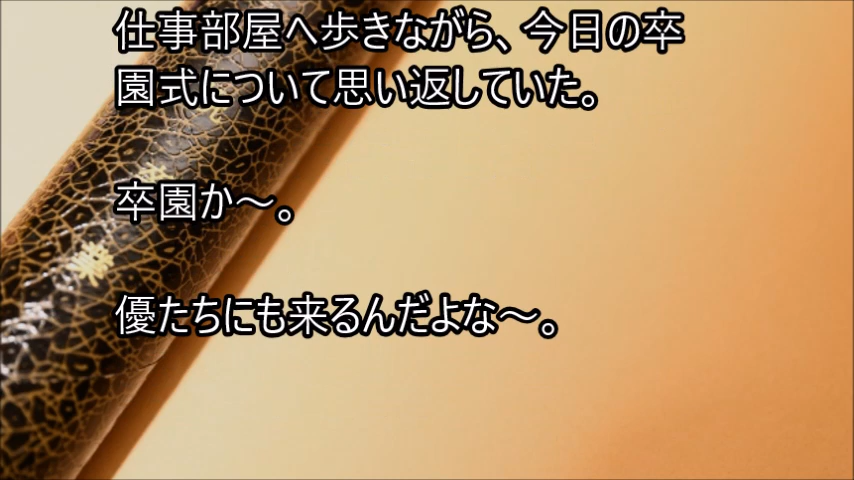 仕事部屋へ歩きながら、今日の卒
園式について思い返していた。
卒園か～。
優たちにも来るんだよな～。